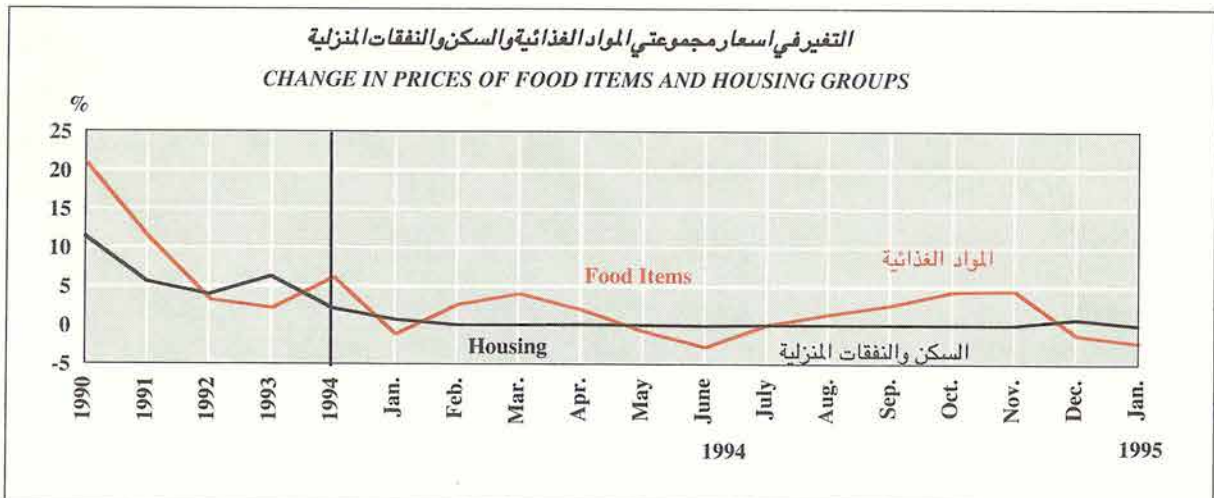 التغير في اسعار مجموعتي المواد الغذائية والسكن والنفقات المنزلية
CHANGE IN PRICES OF FOOD ITEMS AND HOUSING GROUPS
%
25
20
15
10
5
0
-5
Food Items
المواد الغذائية
Housing
السكن والنفقات المنزلية
1990 1991 1992 1993 1994 Jan. Feb. Mar. Apr. May June July Aug. Sep. Oct. Nov. Dec. Jan.
1994 1995